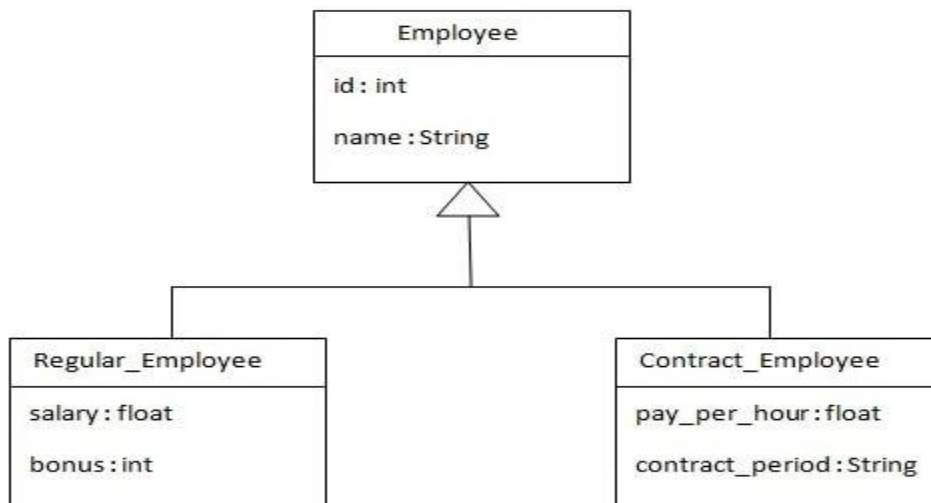 Employee
id : int
name : String
Regular_Employee
salary : float
bonus : int
Contract_Employee
pay_per_hour : float
contract_period : String